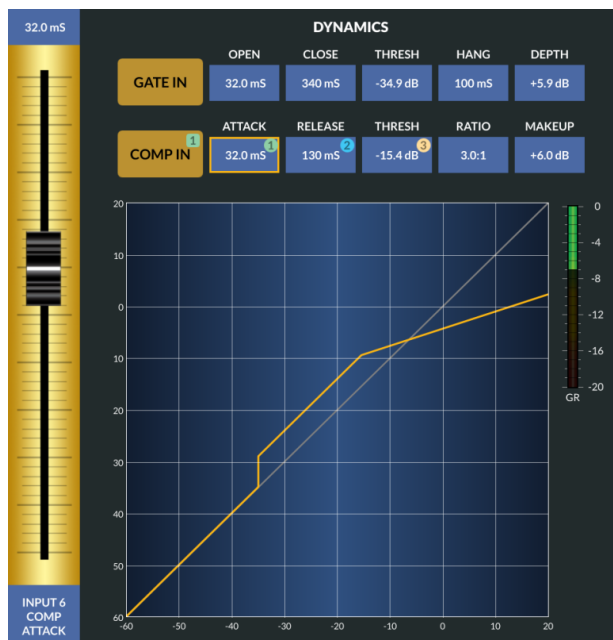 32.0 mS
DYNAMICS
OPEN CLOSE THRESH HANG DEPTH
GATE IN 32.0 mS 340 mS -34.9 dB 100 mS +5.9 dB
ATTACK RELEASE THRESH RATIO MAKEUP
COMP IN 1 32.0 mS 1 130 mS 2 -15.4 dB 3 3.0:1 +6.0 dB
20
10
0
10
20
30
40
50
60
-60 -50 -40 -30 -20 -10 0 10 20
0
-4
-8
-12
-16
-20
GR
INPUT 6
COMP
ATTACK